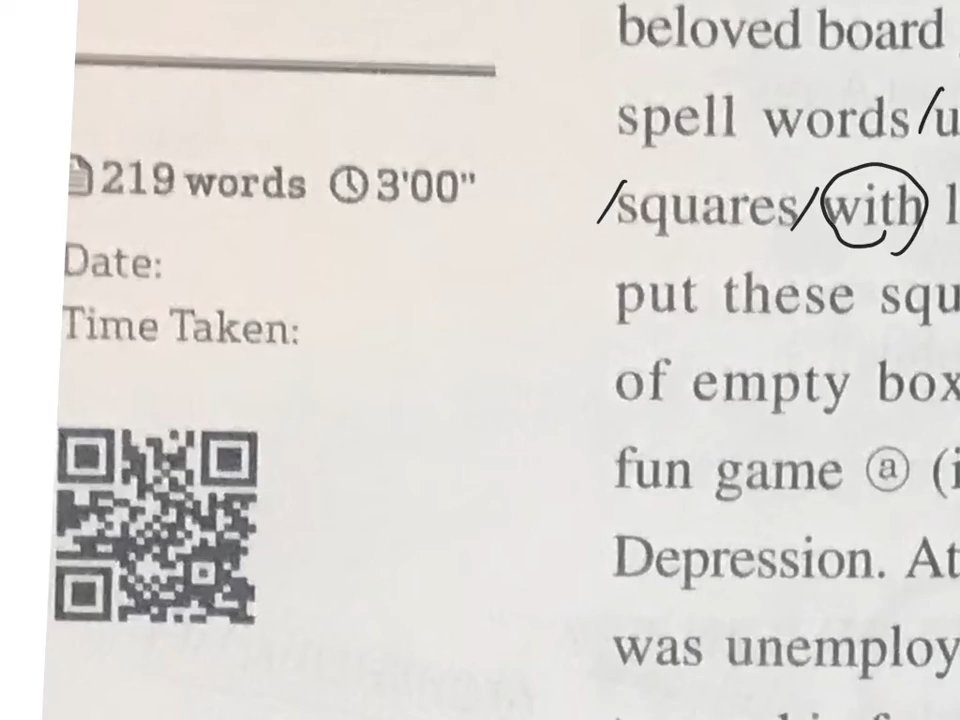 219 words 3'00"
Date:
Time Taken:
beloved board
spell words/u
/squares/with l
put these squ
of empty box
fun game ⓐ (i
Depression. At
was unemploy